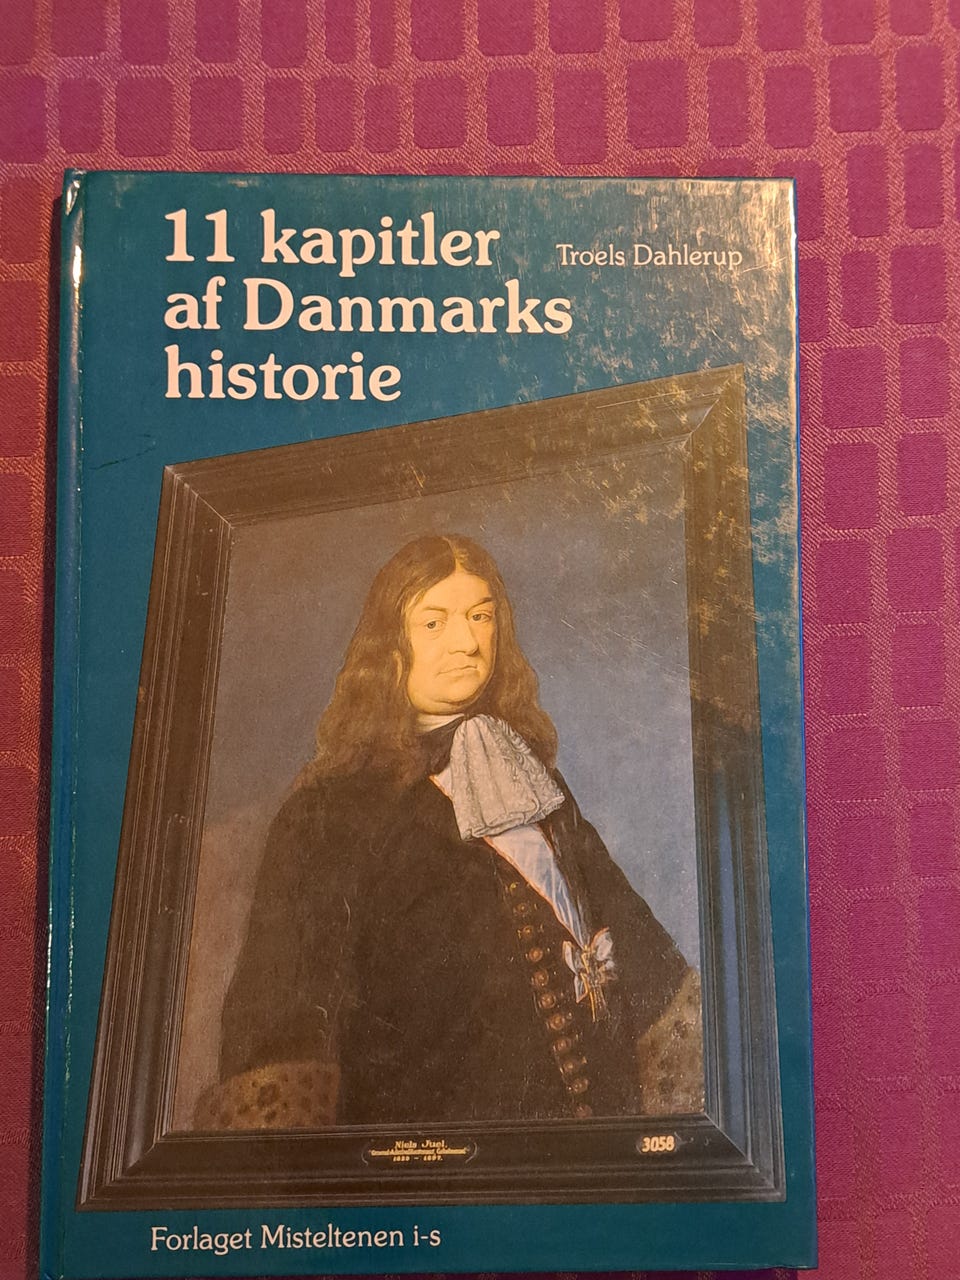 11 kapitler
af Danmarks
historie
Troels Dahlerup
Niels Juel.
3058
Forlaget Misteltenen i-s